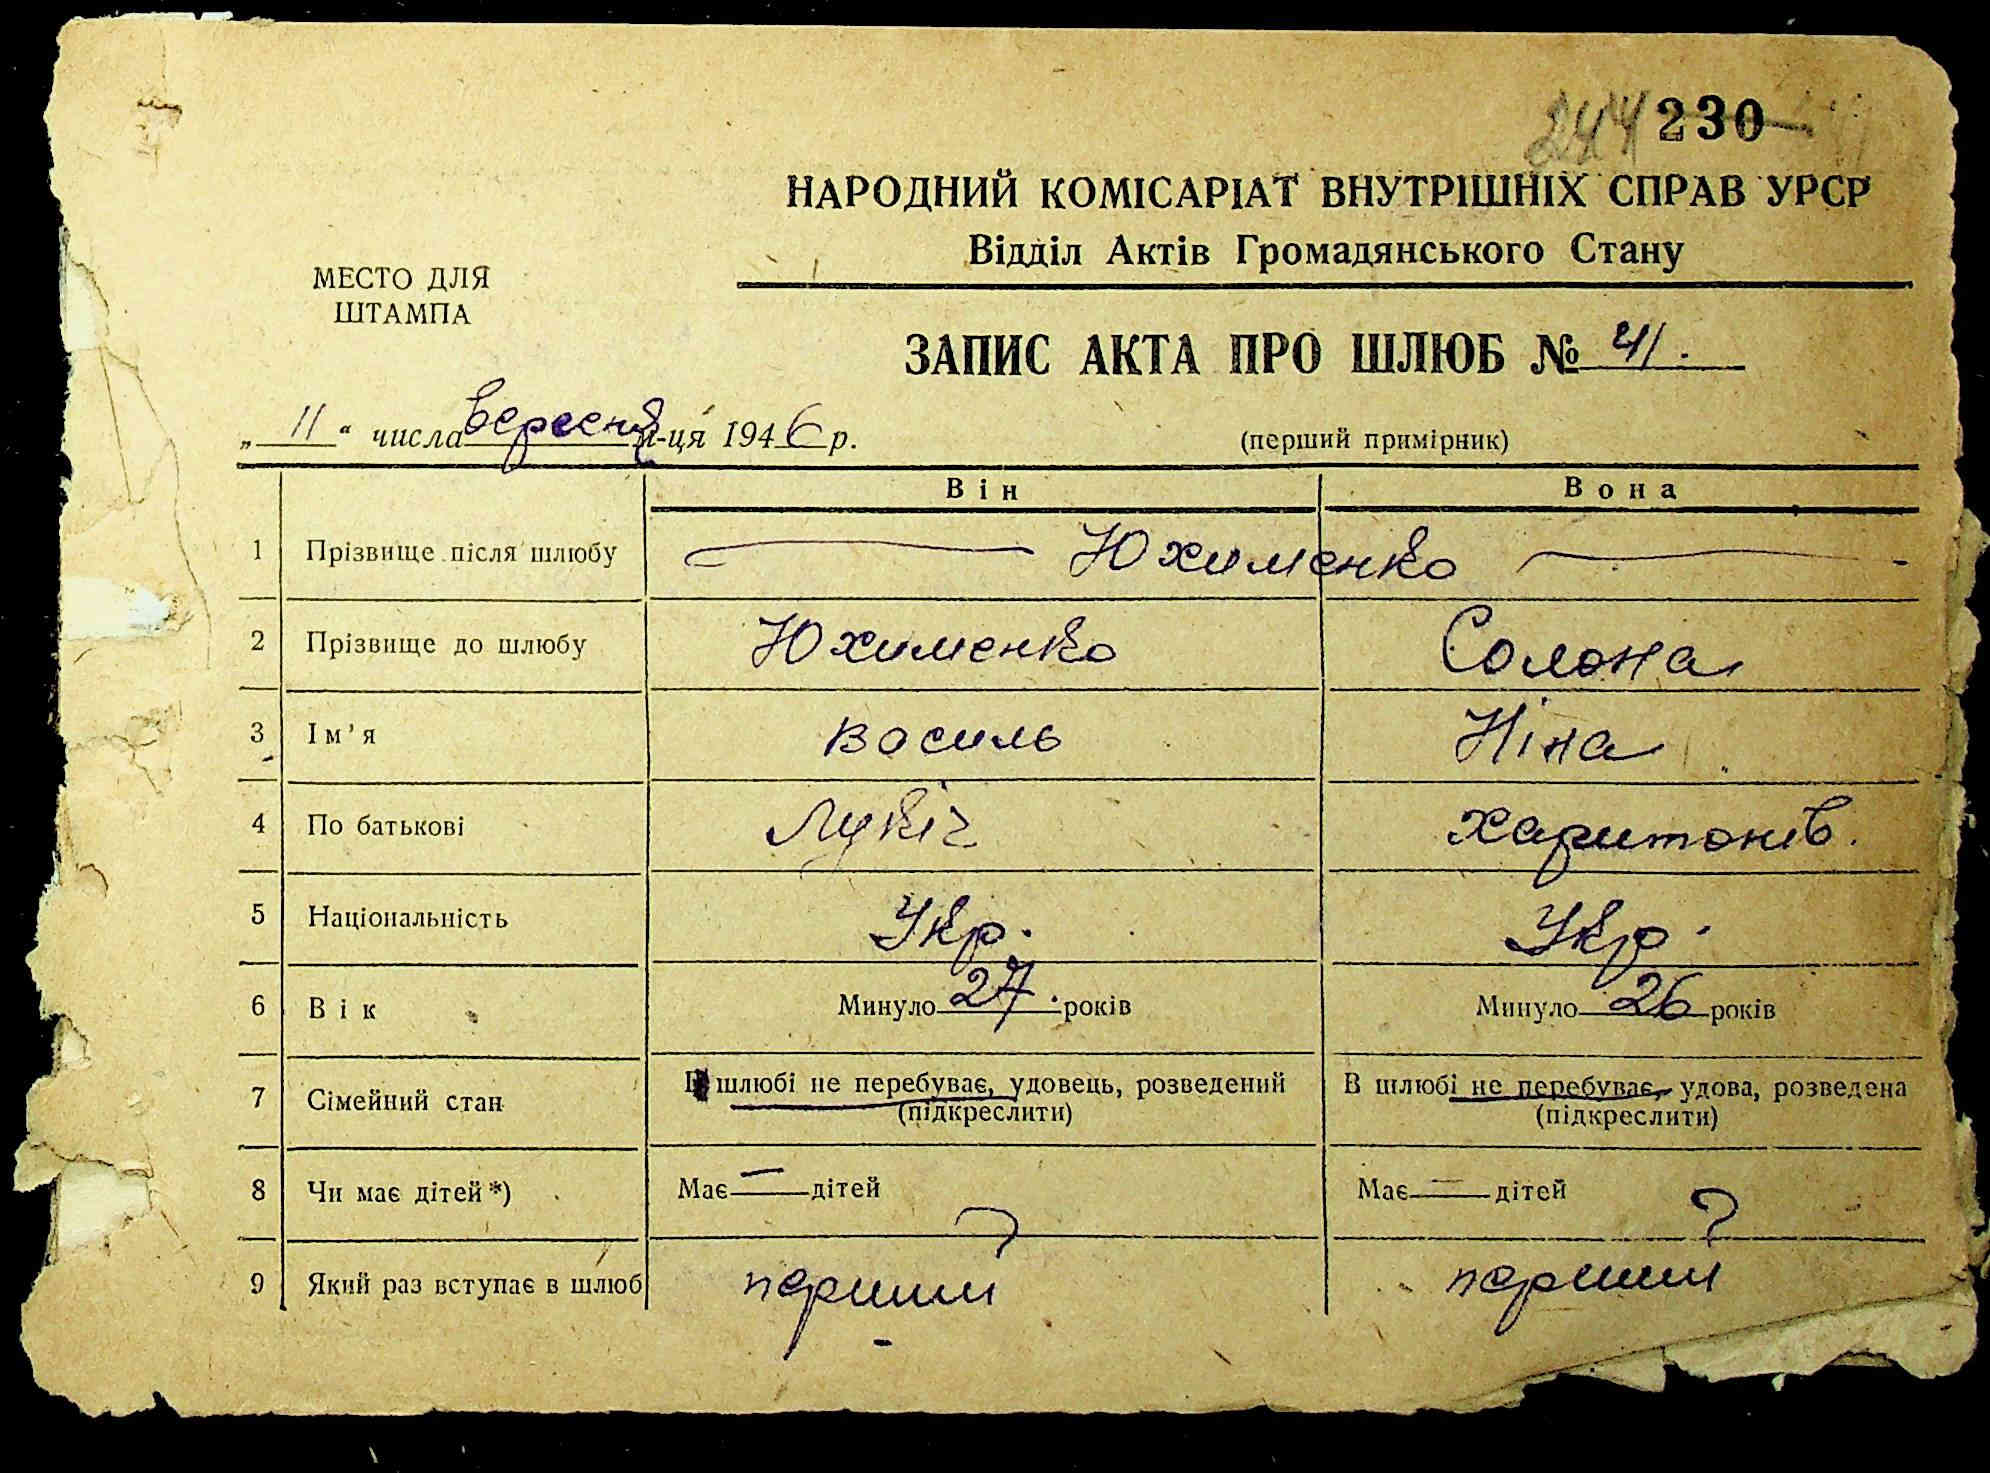 244 230
НАРОДНИЙ КОМІСАРІАТ ВНУТРІШНІХ СПРАВ УРСР
Відділ Актів Громадянського Стану
МЕСТО ДЛЯ
ШТАМПА
ЗАПИС АКТА ПРО ШЛЮБ № 41.
„ 11 “ числа вересня м-ця 1946 р.
(перший примірник)
Він Вона
1 Прізвище після шлюбу Юхименко
2 Прізвище до шлюбу Юхименко Солона
3 Ім’я Василь Ніна
4 По батькові Лукіч Харитонів.
5 Національність Укр. Укр.
6 Вік Минуло 27 років Минуло 26 років
7 Сімейний стан В шлюбі не перебуває, удовець, розведений В шлюбі не перебуває, удова, розведена
(підкреслити) (підкреслити)
8 Чи має дітей *) Має — дітей Має — дітей
9 Який раз вступає в шлюб перший перший